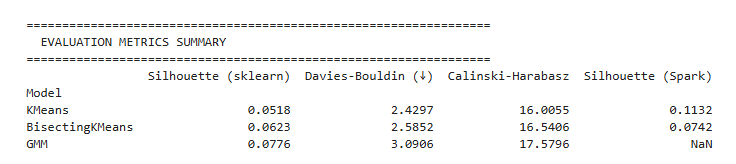 =================================================================
EVALUATION METRICS SUMMARY
=================================================================
Silhouette (sklearn) Davies-Bouldin (↓) Calinski-Harabasz Silhouette (Spark)
Model
KMeans 0.0518 2.4297 16.0055 0.1132
BisectingKMeans 0.0623 2.5852 16.5406 0.0742
GMM 0.0776 3.0906 17.5796 NaN